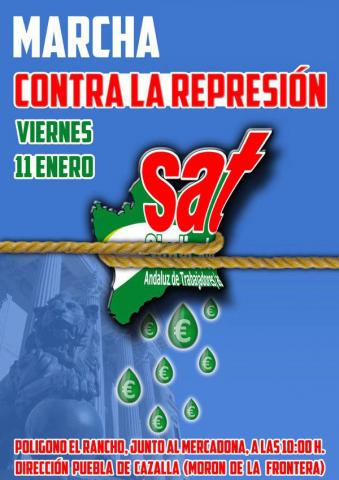 MARCHA
CONTRA LA REPRESIÓN
VIERNES
11 ENERO
sat
Andaluz de Trabajadores/as
€
€
€
€
€
€
€
POLIGONO EL RANCHO, JUNTO AL MERCADONA, A LAS 10:00 H.
DIRECCIÓN PUEBLA DE CAZALLA (MORON DE LA FRONTERA)